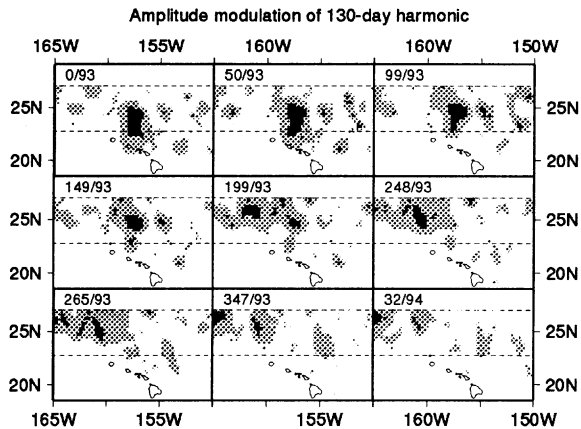 Amplitude modulation of 130-day harmonic
165W 155W 160W 160W 150W
0/93 50/93 99/93
25N 25N
20N 20N
149/93 199/93 248/93
25N 25N
20N 20N
265/93 347/93 32/94
25N 25N
20N 20N
165W 155W 155W 160W 150W